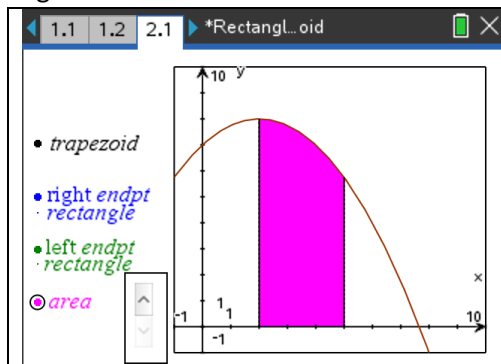 1.1 1.2 2.1 *Rectangl...oid
10 y
trapezoid
right endpt
rectangle
left endpt
rectangle
area
x
-1 1 1 10
-1